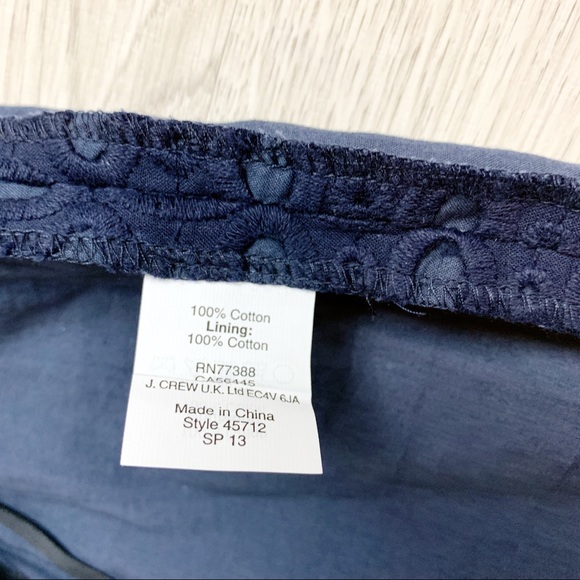 100% Cotton
Lining:
100% Cotton
RN77388
CA56445
J. CREW U.K. Ltd EC4V 6JA
Made in China
Style 45712
SP 13